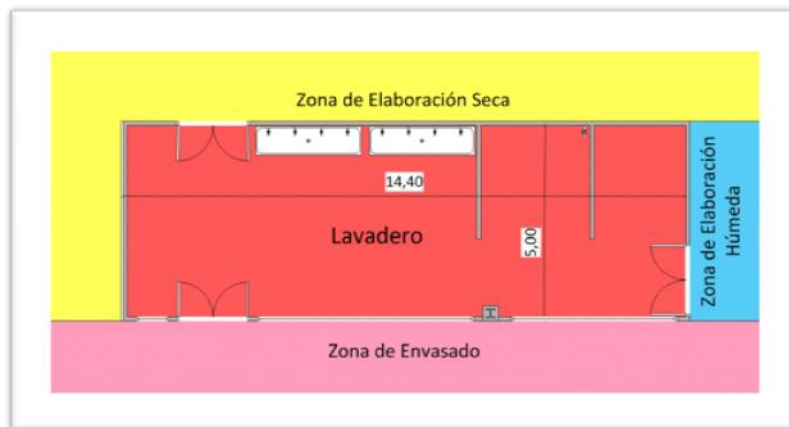 Zona de Elaboración Seca
14,40
Lavadero
5,00
Zona de Elaboración
Húmeda
Zona de Envasado